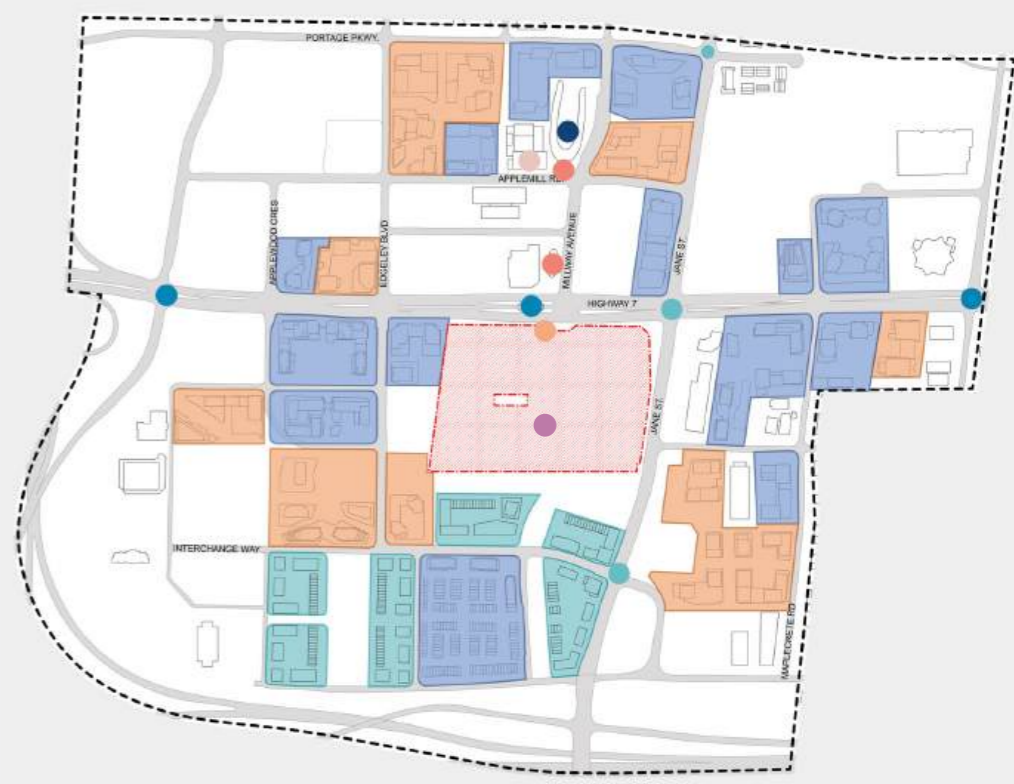 PORTAGE PKWY.
APPLEMILL RD.
APPLEWOOD CRES
EDGELEY BLVD
MILLWAY AVENUE
JANE ST.
HIGHWAY 7
JANE ST.
INTERCHANGE WAY
MAPLECRETE RD